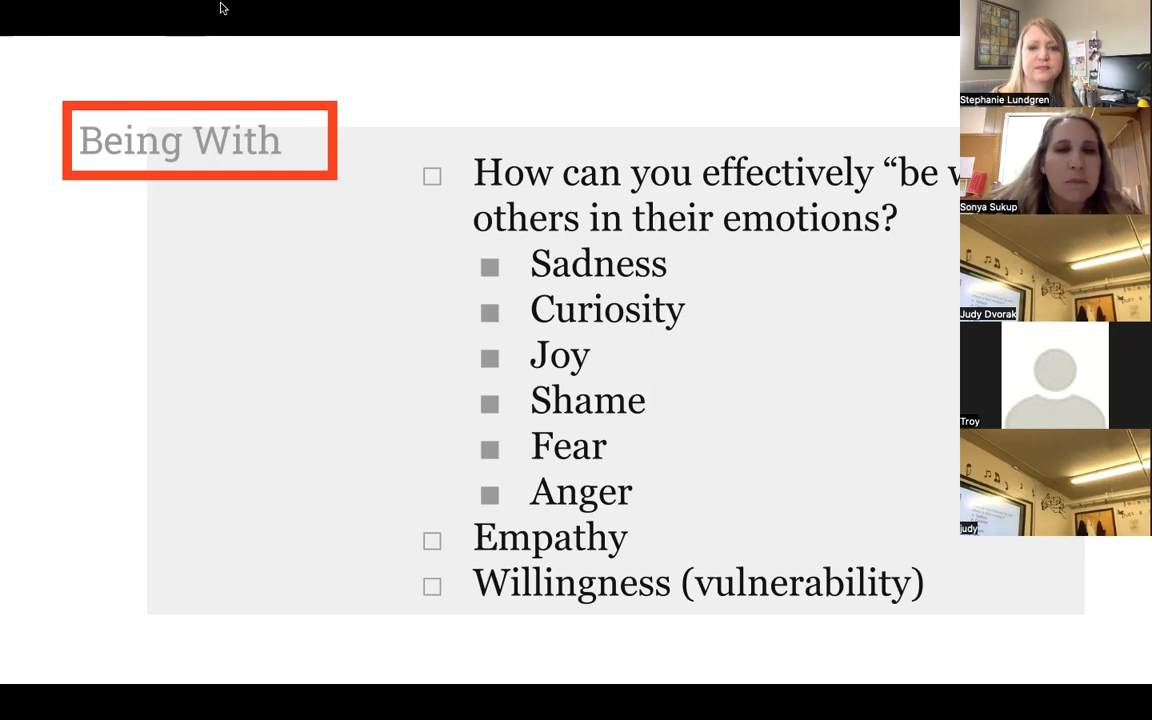 Being With
How can you effectively “be
others in their emotions?
Sadness
Curiosity
Joy
Shame
Fear
Anger
Empathy
Willingness (vulnerability)
Stephanie Lundgren
Sonya Sukup
Judy Dvorak
Troy
judy